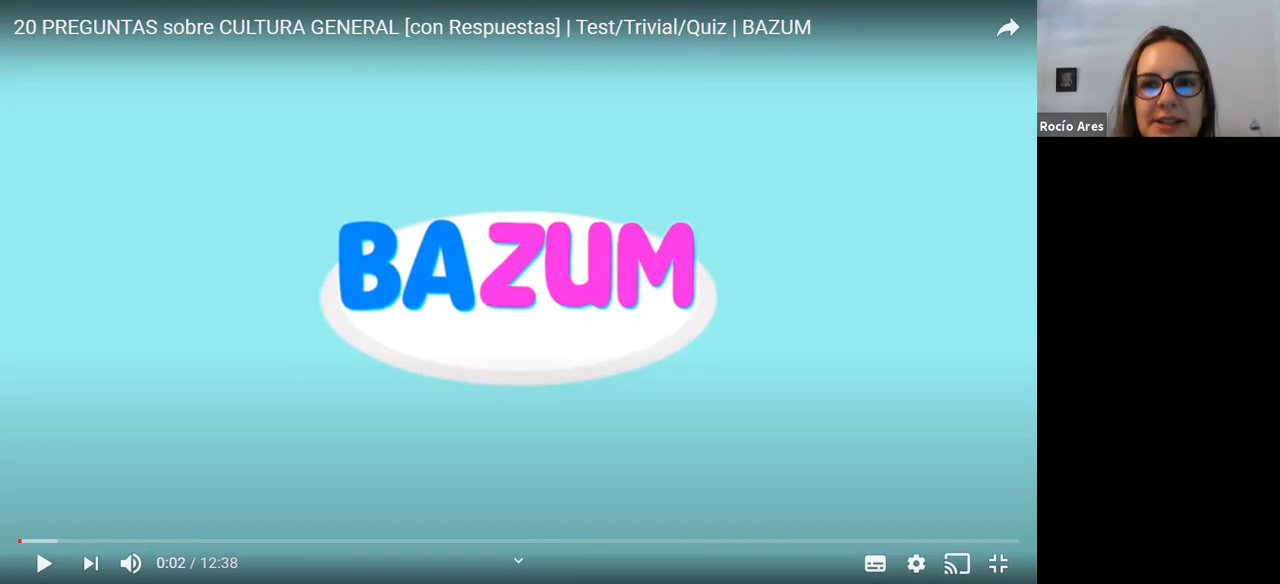 20 PREGUNTAS sobre CULTURA GENERAL [con Respuestas] | Test/Trivial/Quiz | BAZUM
Rocío Ares
BAZUM
0:02 / 12:38